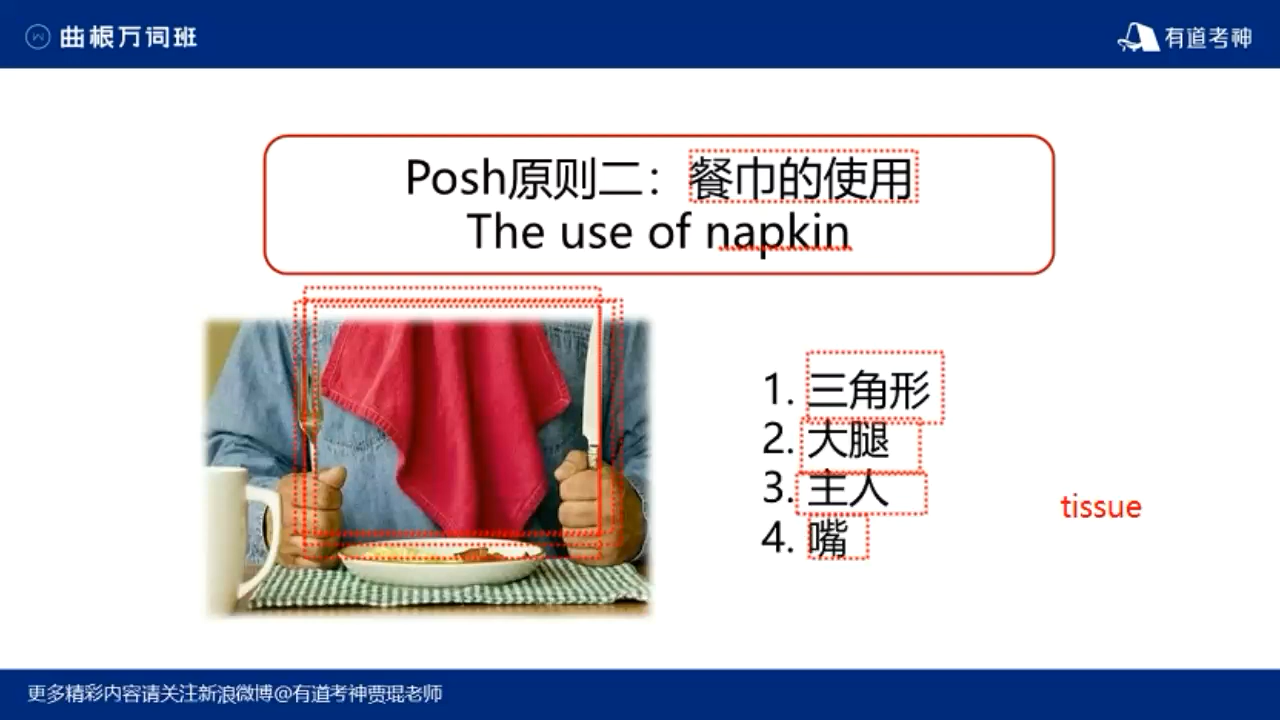 曲根万词班
有道考神
Posh原则二：餐巾的使用
The use of napkin
1. 三角形
2. 大腿
3. 主人
4. 嘴
tissue
更多精彩内容请关注新浪微博@有道考神贾琨老师